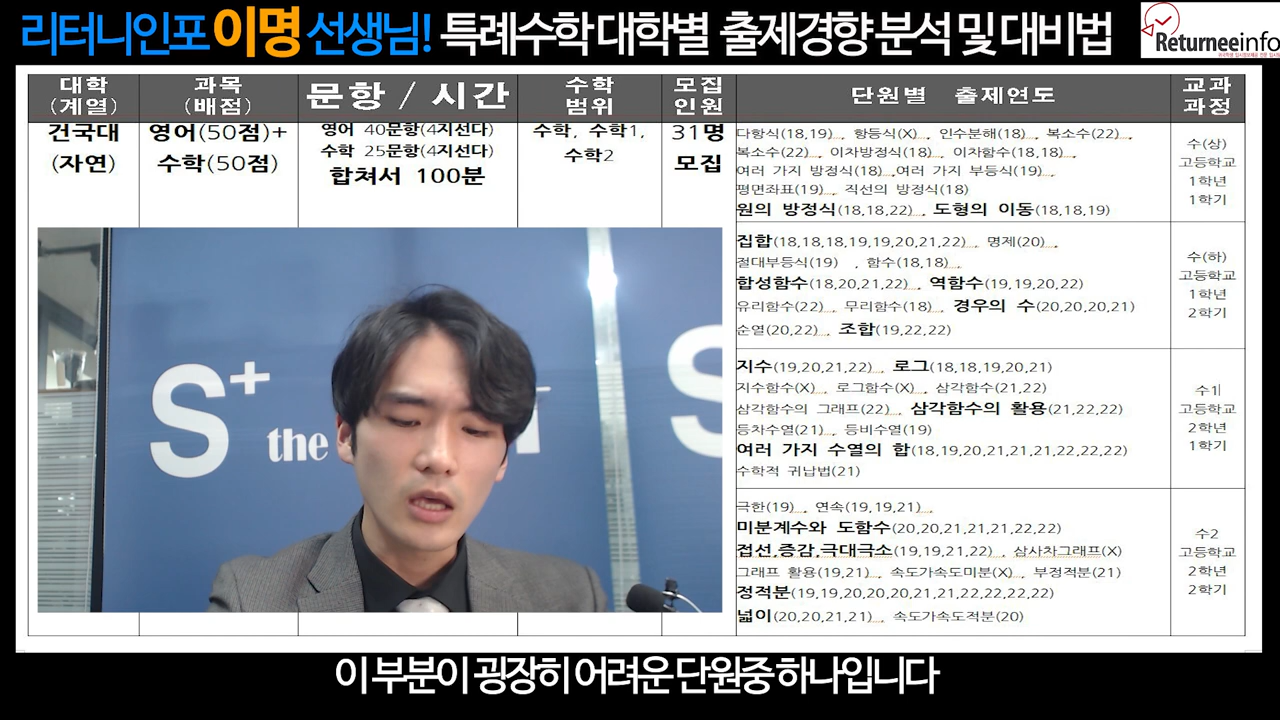 리터니인포 이명 선생님! 특례수학 대학별 출제경향 분석 및 대비법
Returneeinfo
대학
(계열)
과목
(배점)
문항 / 시간
수학
범위
모집
인원
단원별 출제연도
교과
과정
건국대
(자연)
영어(50점)+
수학(50점)
영어 40문항(4지선다)
수학 25문항(4지선다)
합쳐서 100분
수학, 수학1,
수학2
31명
모집
다항식(18,19), 항등식(X), 인수분해(18), 복소수(22),
복소수(22), 이차방정식(18), 이차함수(18,18),
여러 가지 방정식(18),여러 가지 부등식(19),
평면좌표(19), 직선의 방정식(18)
원의 방정식(18,18,22), 도형의 이동(18,18,19)
수(상)
고등학교
1학년
1학기
집합(18,18,18,19,19,20,21,22), 명제(20),
절대부등식(19) , 함수(18,18),
합성함수(18,20,21,22), 역함수(19,19,20,22)
유리함수(22), 무리함수(18), 경우의 수(20,20,20,21)
순열(20,22), 조합(19,22,22)
수(하)
고등학교
1학년
2학기
지수(19,20,21,22), 로그(18,18,19,20,21)
지수함수(X), 로그함수(X), 삼각함수(21,22)
삼각함수의 그래프(22), 삼각함수의 활용(21,22,22)
등차수열(21), 등비수열(19)
여러 가지 수열의 합(18,19,20,21,21,21,22,22,22)
수학적 귀납법(21)
수1
고등학교
2학년
1학기
극한(19), 연속(19,19,21),
미분계수와 도함수(20,20,21,21,21,22,22)
접선,증감,극대극소(19,19,21,22), 삼사차그래프(X)
그래프 활용(19,21), 속도가속도미분(X), 부정적분(21)
정적분(19,19,20,20,20,21,21,22,22,22,22)
넓이(20,20,21,21), 속도가속도적분(20)
수2
고등학교
2학년
2학기
S+
the
S
이 부분이 굉장히 어려운 단원중 하나입니다